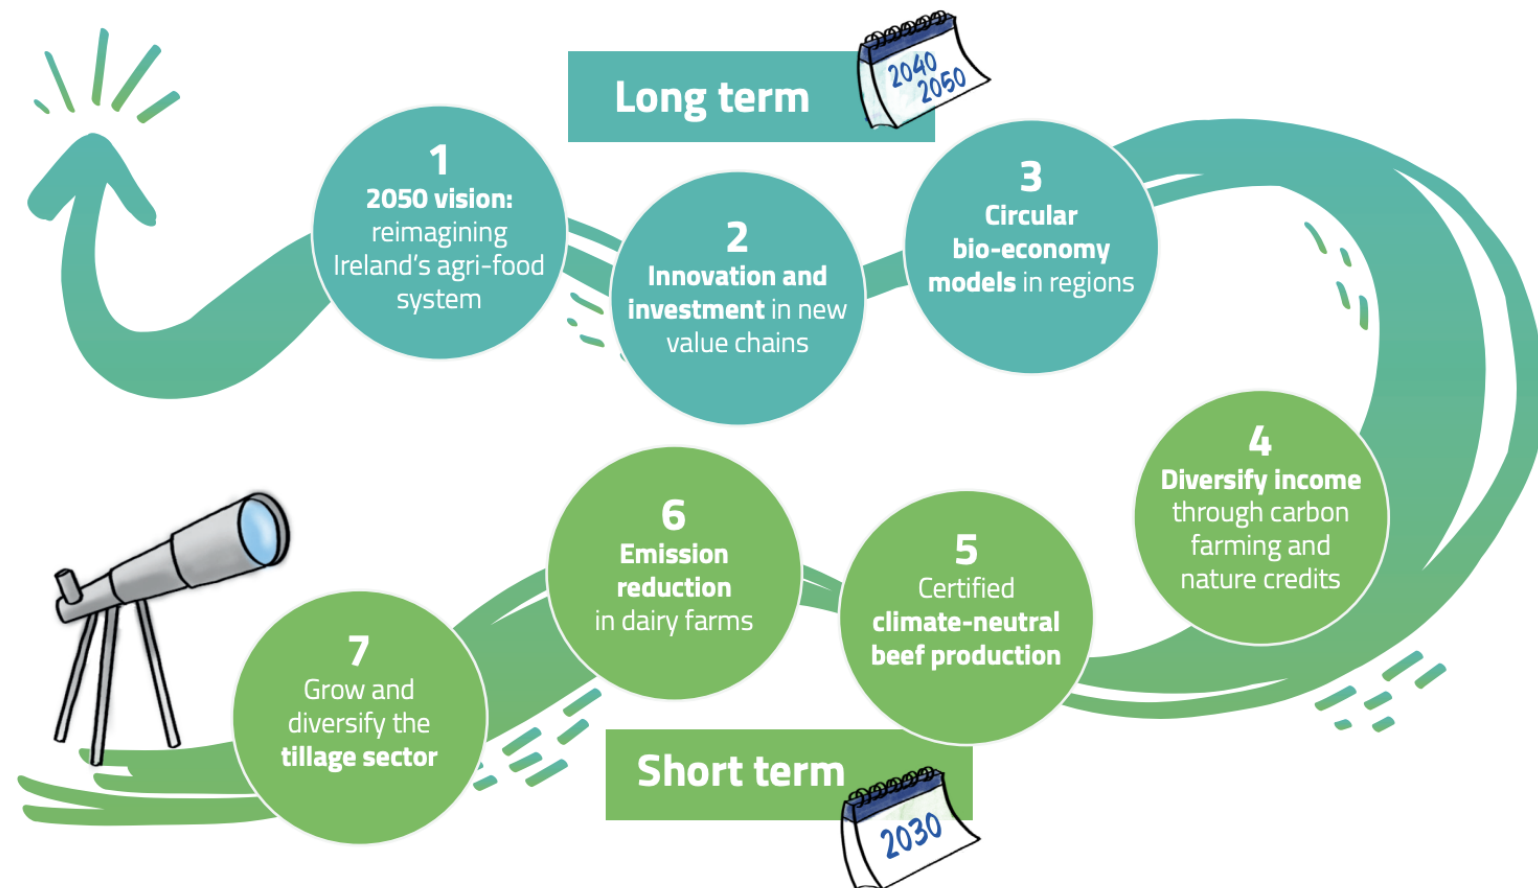 Long term
2040
2050
1
2050 vision:
reimagining
Ireland's agri-food
system
2
Innovation and
investment in new
value chains
3
Circular
bio-economy
models in regions
4
Diversify income
through carbon
farming and
nature credits
5
Certified
climate-neutral
beef production
6
Emission
reduction
in dairy farms
7
Grow and
diversify the
tillage sector
Short term
2030